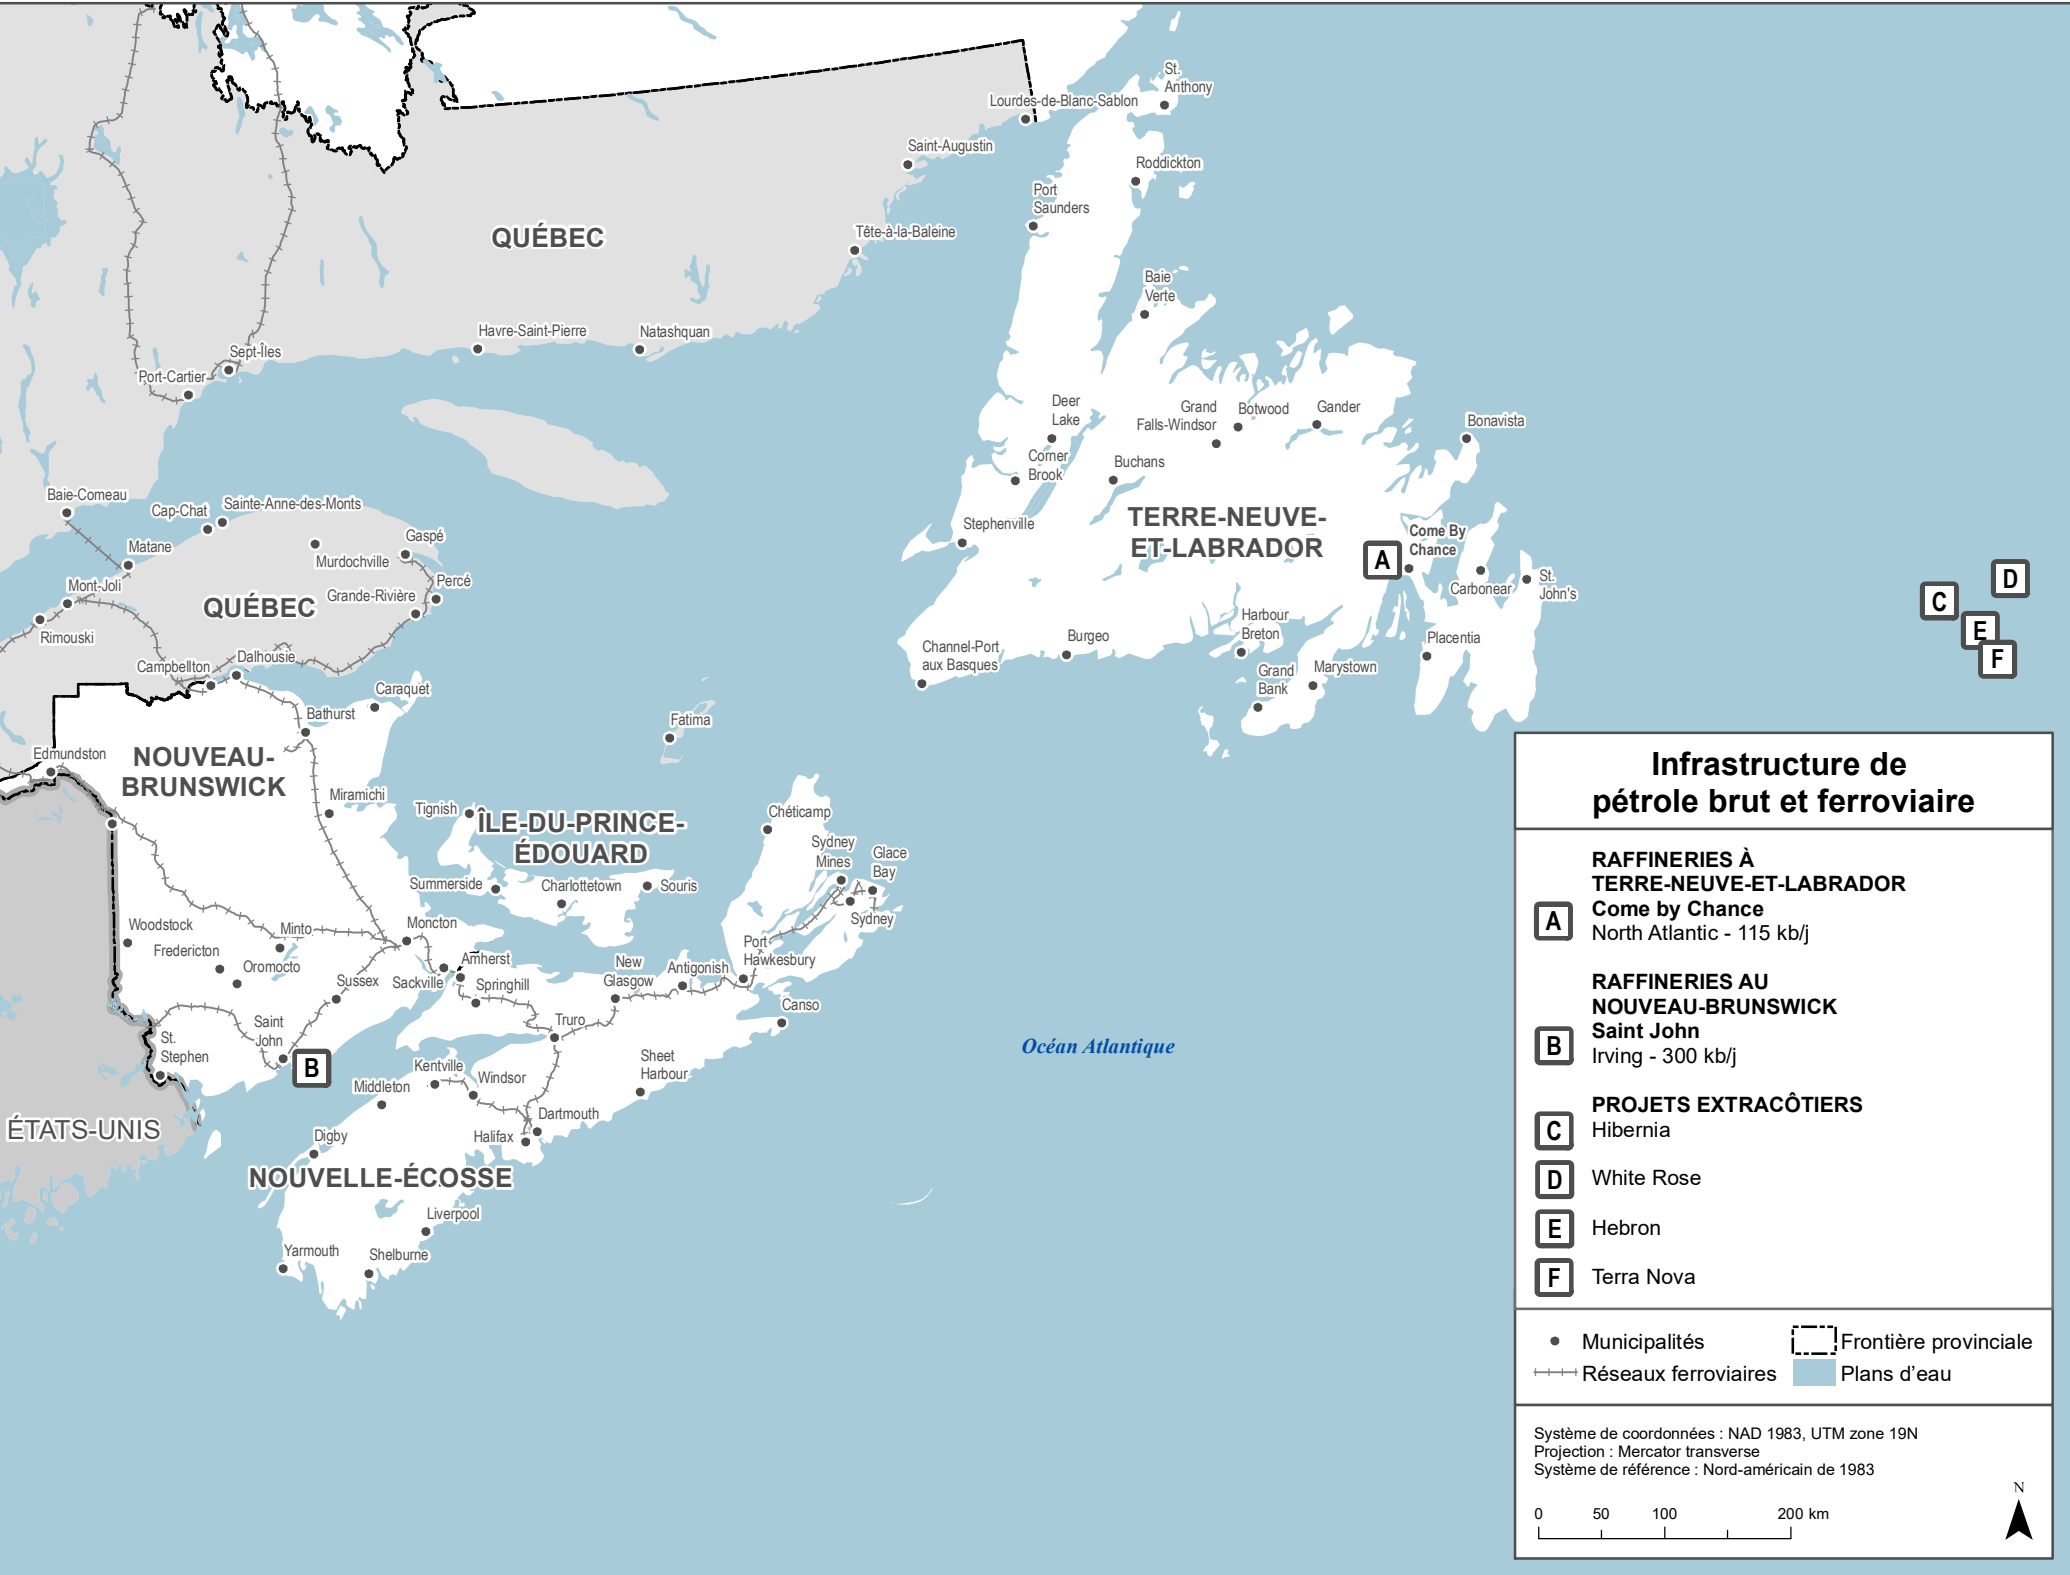 St.
Anthony
Lourdes-de-Blanc-Sablon
Saint-Augustin
Roddickton
Port
Saunders
QUÉBEC
Tête-à-la-Baleine
Baie
Verte
Havre-Saint-Pierre
Natashquan
Sept-Îles
Port-Cartier
Deer
Lake
Grand
Falls-Windsor
Botwood
Gander
Bonavista
Corner
Brook
Buchans
Baie-Comeau
Cap-Chat
Sainte-Anne-des-Monts
Stephenville
TERRE-NEUVE-
ET-LABRADOR
Come By
Chance
A
Matane
Murdochville
Gaspé
Mont-Joli
Percé
Grande-Rivière
QUÉBEC
Rimouski
Carbonear
St.
John's
D
C
E
F
Harbour
Breton
Channel-Port
aux Basques
Burgeo
Placentia
Campbellton
Dalhousie
Grand
Bank
Marystown
Caraquet
Bathurst
Fatima
Edmundston
NOUVEAU-
BRUNSWICK
Miramichi
Tignish
ÎLE-DU-PRINCE-
ÉDOUARD
Chéticamp
Sydney
Mines
Glace
Bay
Summerside
Charlottetown
Souris
Sydney
Woodstock
Minto
Moncton
Fredericton
Oromocto
Port
Hawkesbury
Amherst
New
Glasgow
Antigonish
Sussex
Sackville
Springhill
Canso
Saint
John
Truro
St.
Stephen
B
Kentville
Windsor
Sheet
Harbour
Middleton
Océan Atlantique
ÉTATS-UNIS
Dartmouth
Digby
Halifax
NOUVELLE-ÉCOSSE
Liverpool
Yarmouth
Shelburne
Infrastructure de
pétrole brut et ferroviaire
RAFFINERIES À
TERRE-NEUVE-ET-LABRADOR
Come by Chance
A North Atlantic - 115 kb/j
RAFFINERIES AU
NOUVEAU-BRUNSWICK
Saint John
B Irving - 300 kb/j
PROJETS EXTRACÔTIERS
C Hibernia
D White Rose
E Hebron
F Terra Nova
Municipalités
Frontière provinciale
Réseaux ferroviaires
Plans d'eau
Système de coordonnées : NAD 1983, UTM zone 19N
Projection : Mercator transverse
Système de référence : Nord-américain de 1983
N
0 50 100 200 km